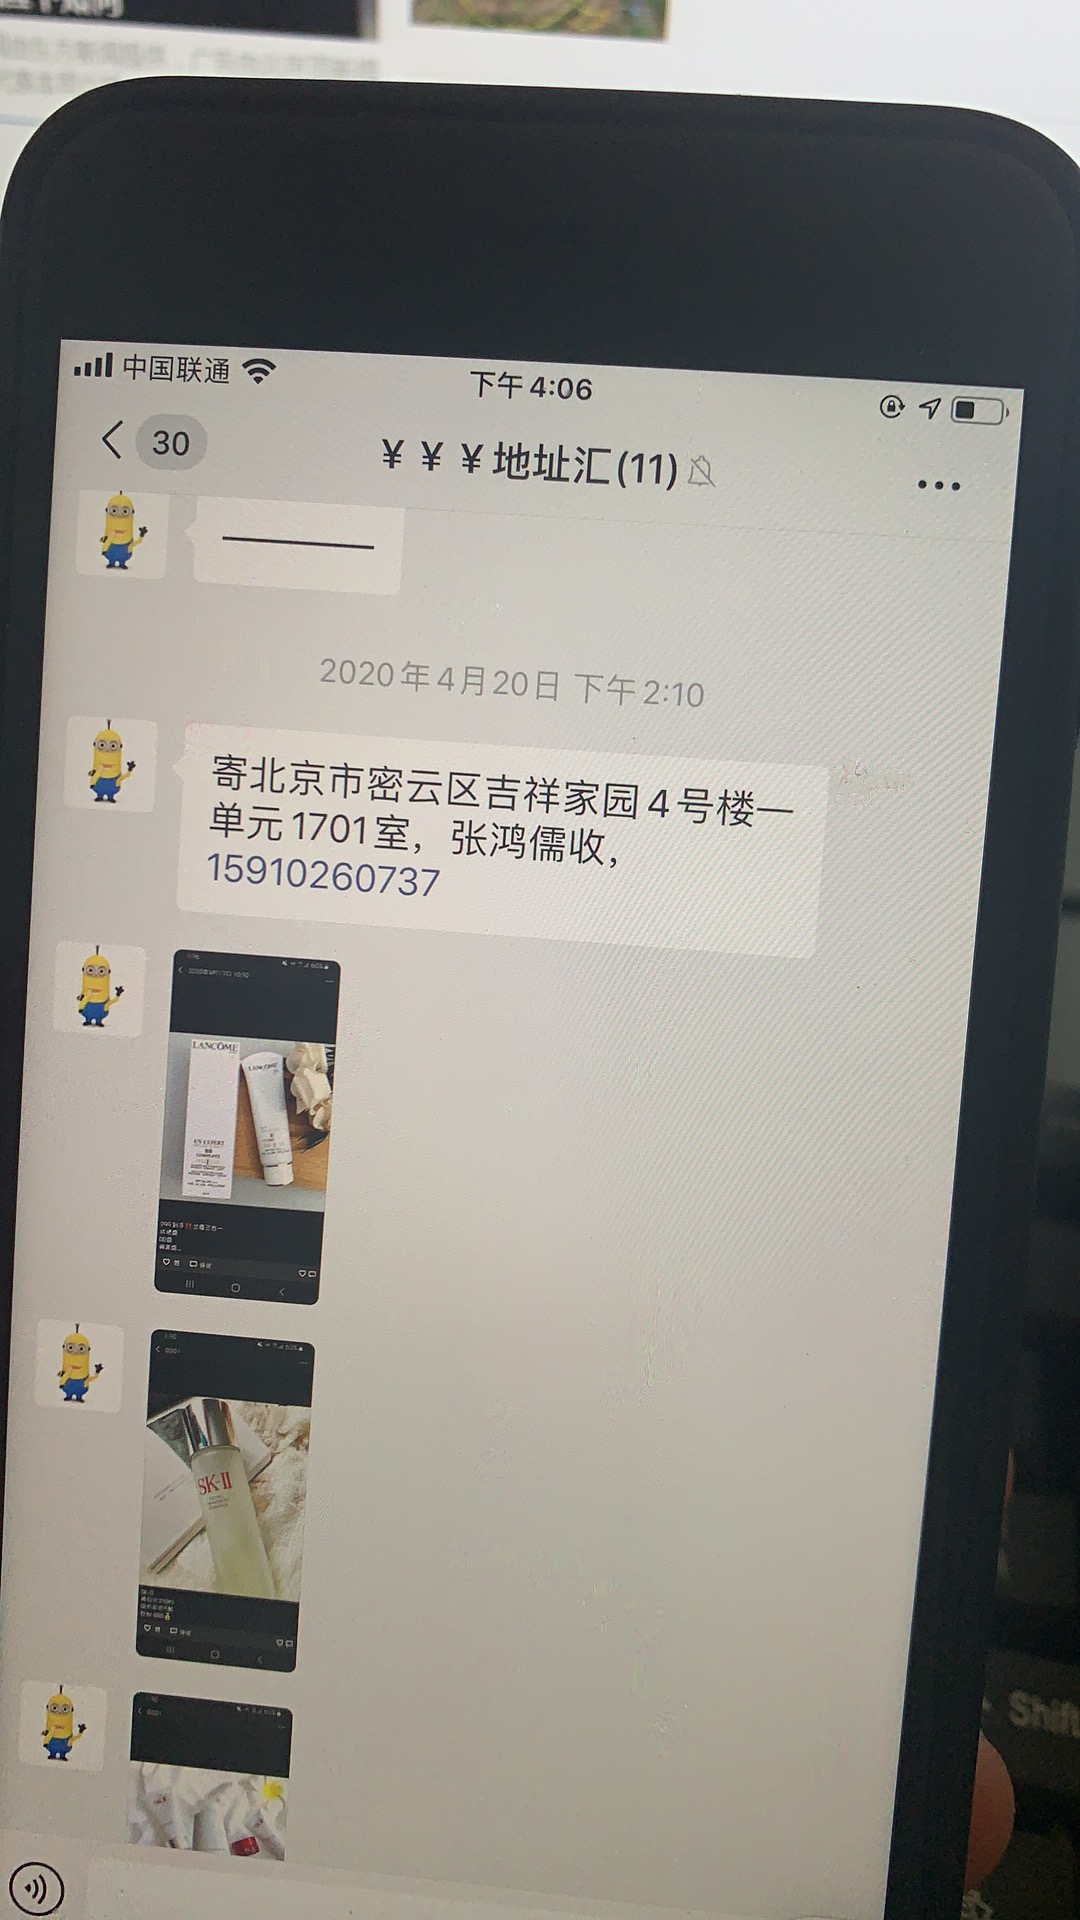 中国联通
下午4:06
30
¥ ¥ ¥地址汇(11)
2020年4月20日 下午2:10
寄北京市密云区吉祥家园4号楼一
单元1701室，张鸿儒收，
15910260737
LANCÔME
LANCÔME
UV EXPERT
SK-II
Shift